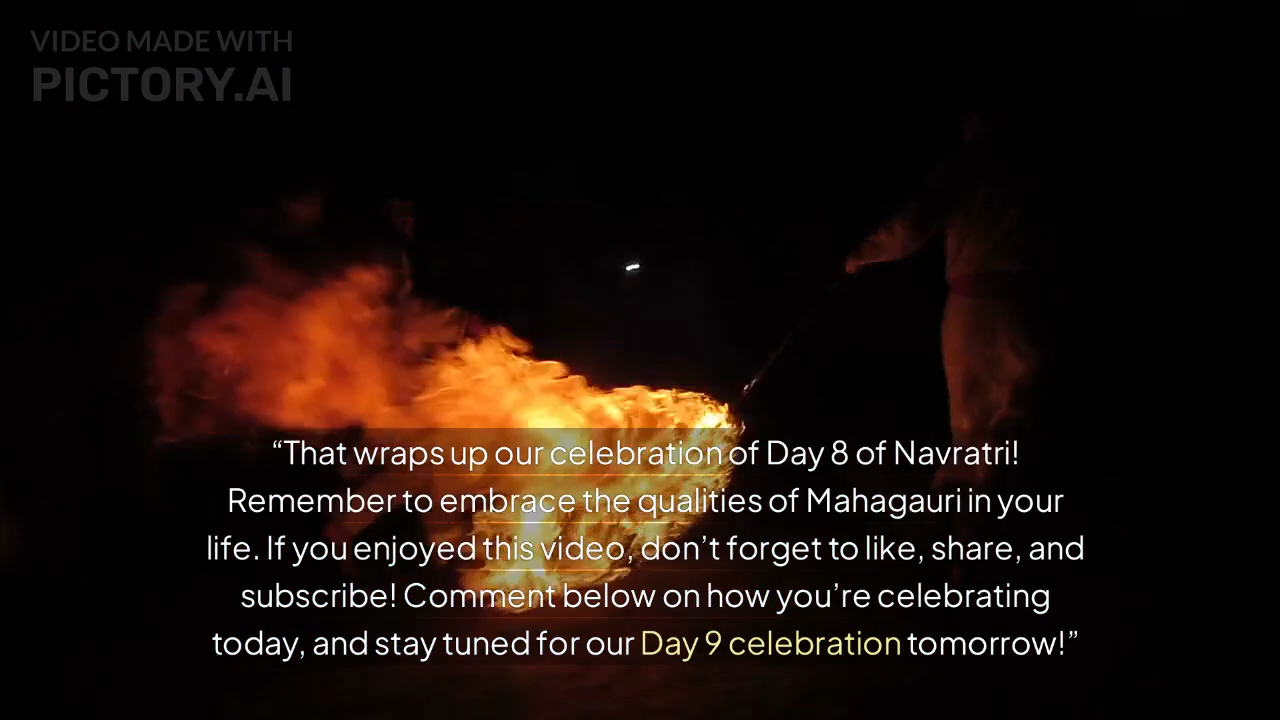 VIDEO MADE WITH
PICTORY.AI
“That wraps up our celebration of Day 8 of Navratri!
Remember to embrace the qualities of Mahagauri in your
life. If you enjoyed this video, don’t forget to like, share, and
subscribe! Comment below on how you’re celebrating
today, and stay tuned for our Day 9 celebration tomorrow!”